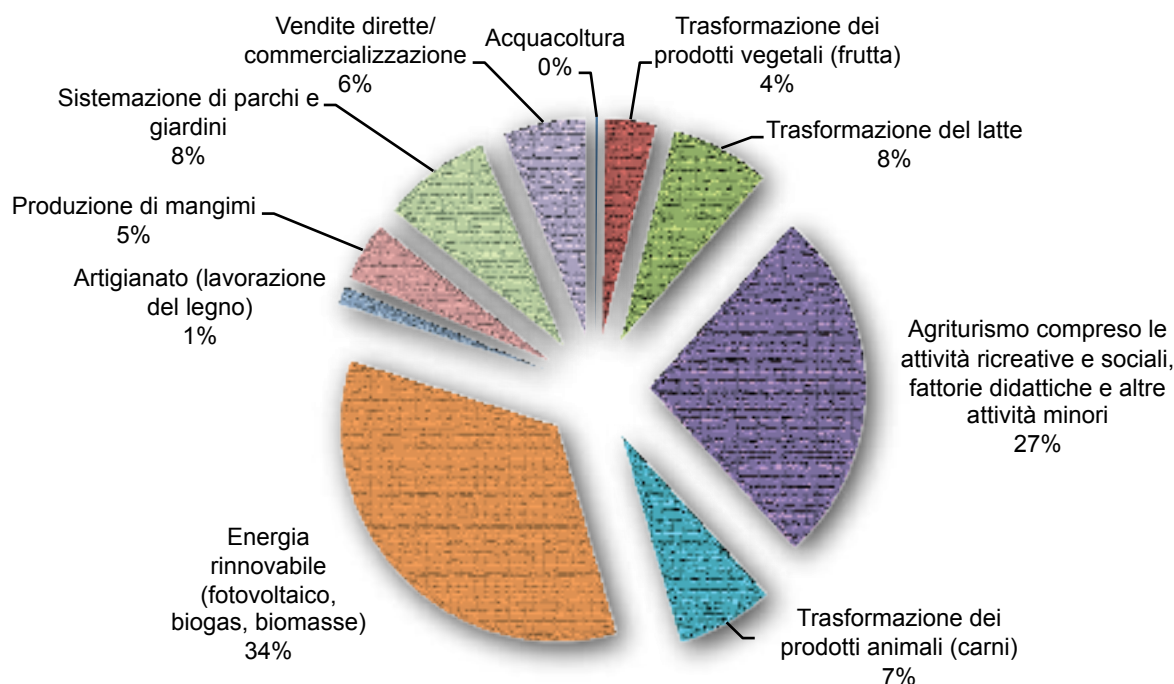 Vendite dirette/
commercializzazione
6%
Acquacoltura
0%
Trasformazione dei
prodotti vegetali (frutta)
4%
Sistemazione di parchi e
giardini
8%
Trasformazione del latte
8%
Produzione di mangimi
5%
Artigianato (lavorazione
del legno)
1%
Agriturismo compreso le
attività ricreative e sociali,
fattorie didattiche e altre
attività minori
27%
Energia
rinnovabile
(fotovoltaico,
biogas, biomasse)
34%
Trasformazione dei
prodotti animali (carni)
7%